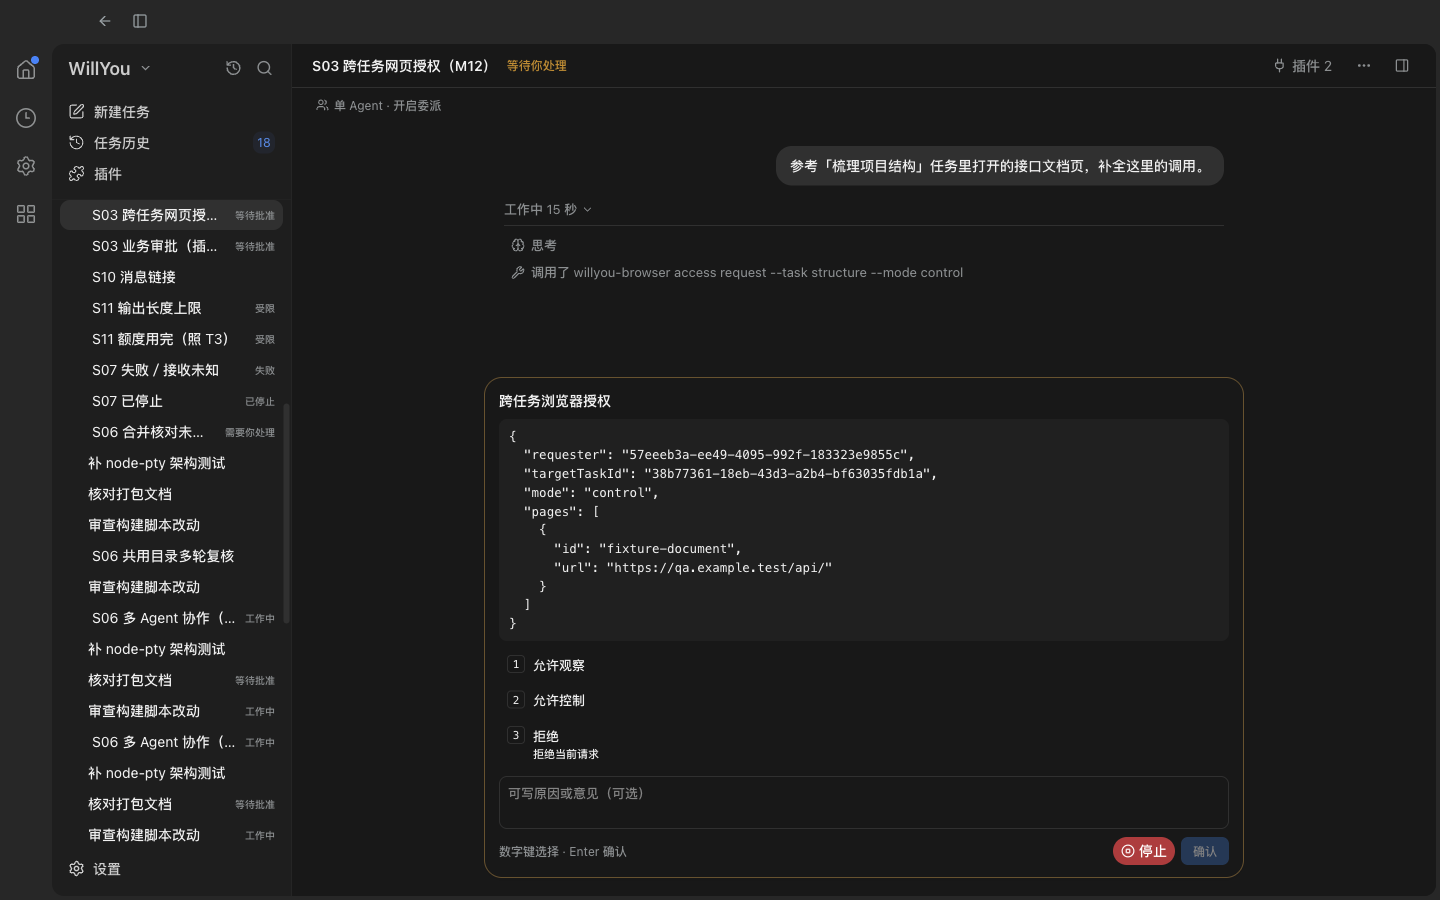 WillYou
新建任务
任务历史 18
插件
S03 跨任务网页授... 等待批准
S03 业务审批（插... 等待批准
S10 消息链接
S11 输出长度上限 受限
S11 额度用完（照 T3） 受限
S07 失败 / 接收未知 失败
S07 已停止 已停止
S06 合并核对未... 需要你处理
补 node-pty 架构测试
核对打包文档
审查构建脚本改动
S06 共用目录多轮复核
审查构建脚本改动
S06 多 Agent 协作（... 工作中
补 node-pty 架构测试
核对打包文档 等待批准
审查构建脚本改动 工作中
S06 多 Agent 协作（... 工作中
补 node-pty 架构测试
核对打包文档 等待批准
审查构建脚本改动 工作中
设置
S03 跨任务网页授权（M12） 等待你处理
插件 2
单 Agent · 开启委派
参考「梳理项目结构」任务里打开的接口文档页，补全这里的调用。
工作中 15 秒
思考
调用了 willyou-browser access request --task structure --mode control
跨任务浏览器授权
{
"requester": "57eeeb3a-ee49-4095-992f-183323e9855c",
"targetTaskId": "38b77361-18eb-43d3-a2b4-bf63035fdb1a",
"mode": "control",
"pages": [
{
"id": "fixture-document",
"url": "https://qa.example.test/api/"
}
]
}
1 允许观察
2 允许控制
3 拒绝
拒绝当前请求
可写原因或意见（可选）
数字键选择 · Enter 确认
停止
确认